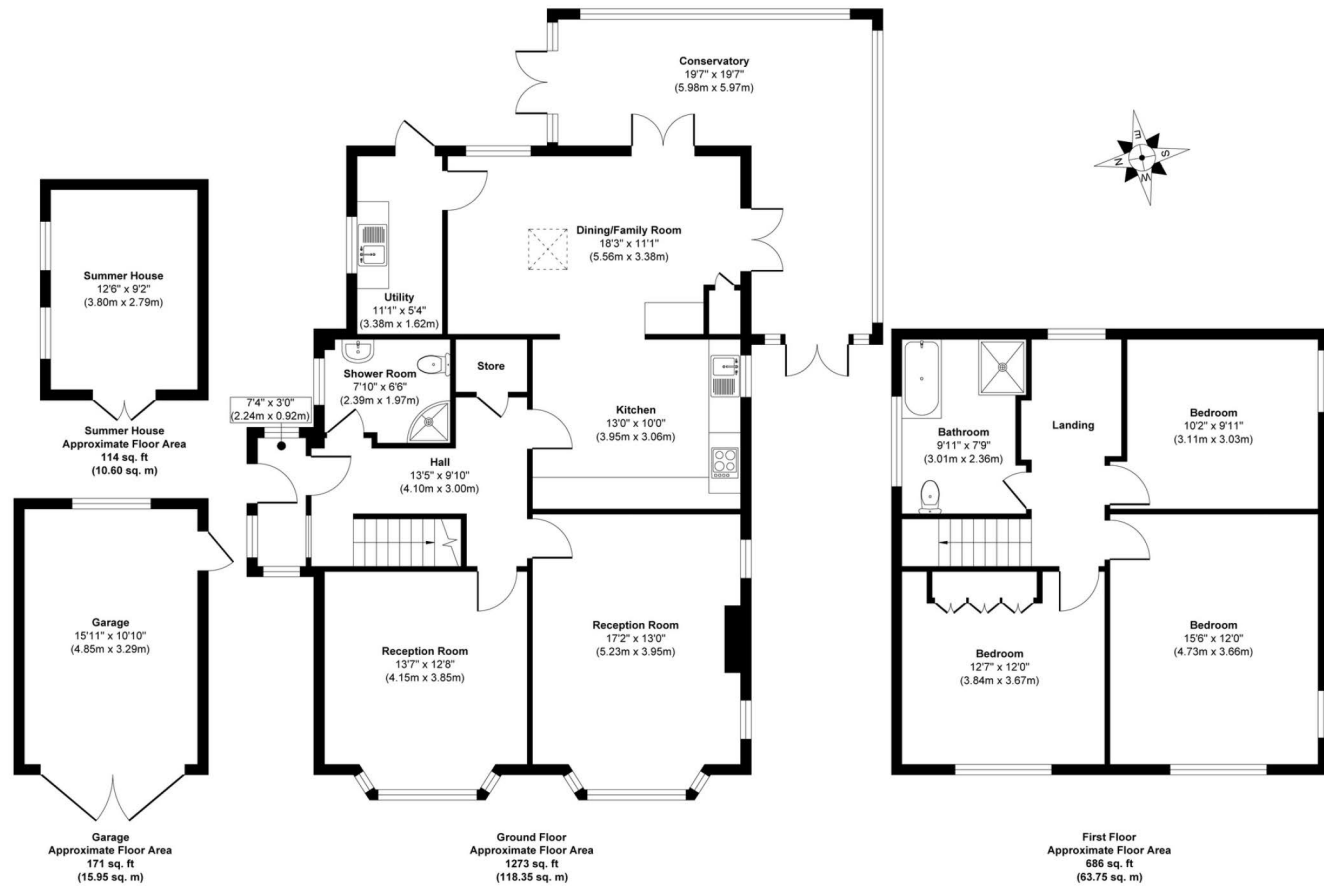 Conservatory
19'7" x 19'7"
(5.98m x 5.97m)
E
S
N
W
Dining/Family Room
18'3" x 11'1"
(5.56m x 3.38m)
Summer House
12'6" x 9'2"
(3.80m x 2.79m)
Utility
11'1" x 5'4"
(3.38m x 1.62m)
Store
Shower Room
7'10" x 6'6"
(2.39m x 1.97m)
7'4" x 3'0"
(2.24m x 0.92m)
Summer House
Approximate Floor Area
114 sq. ft
(10.60 sq. m)
Kitchen
13'0" x 10'0"
(3.95m x 3.06m)
Hall
13'5" x 9'10"
(4.10m x 3.00m)
Bathroom
9'11" x 7'9"
(3.01m x 2.36m)
Landing
Bedroom
10'2" x 9'11"
(3.11m x 3.03m)
Garage
15'11" x 10'10"
(4.85m x 3.29m)
Reception Room
13'7" x 12'8"
(4.15m x 3.85m)
Reception Room
17'2" x 13'0"
(5.23m x 3.95m)
Bedroom
12'7" x 12'0"
(3.84m x 3.67m)
Bedroom
15'6" x 12'0"
(4.73m x 3.66m)
Garage
Approximate Floor Area
171 sq. ft
(15.95 sq. m)
Ground Floor
Approximate Floor Area
1273 sq. ft
(118.35 sq. m)
First Floor
Approximate Floor Area
686 sq. ft
(63.75 sq. m)